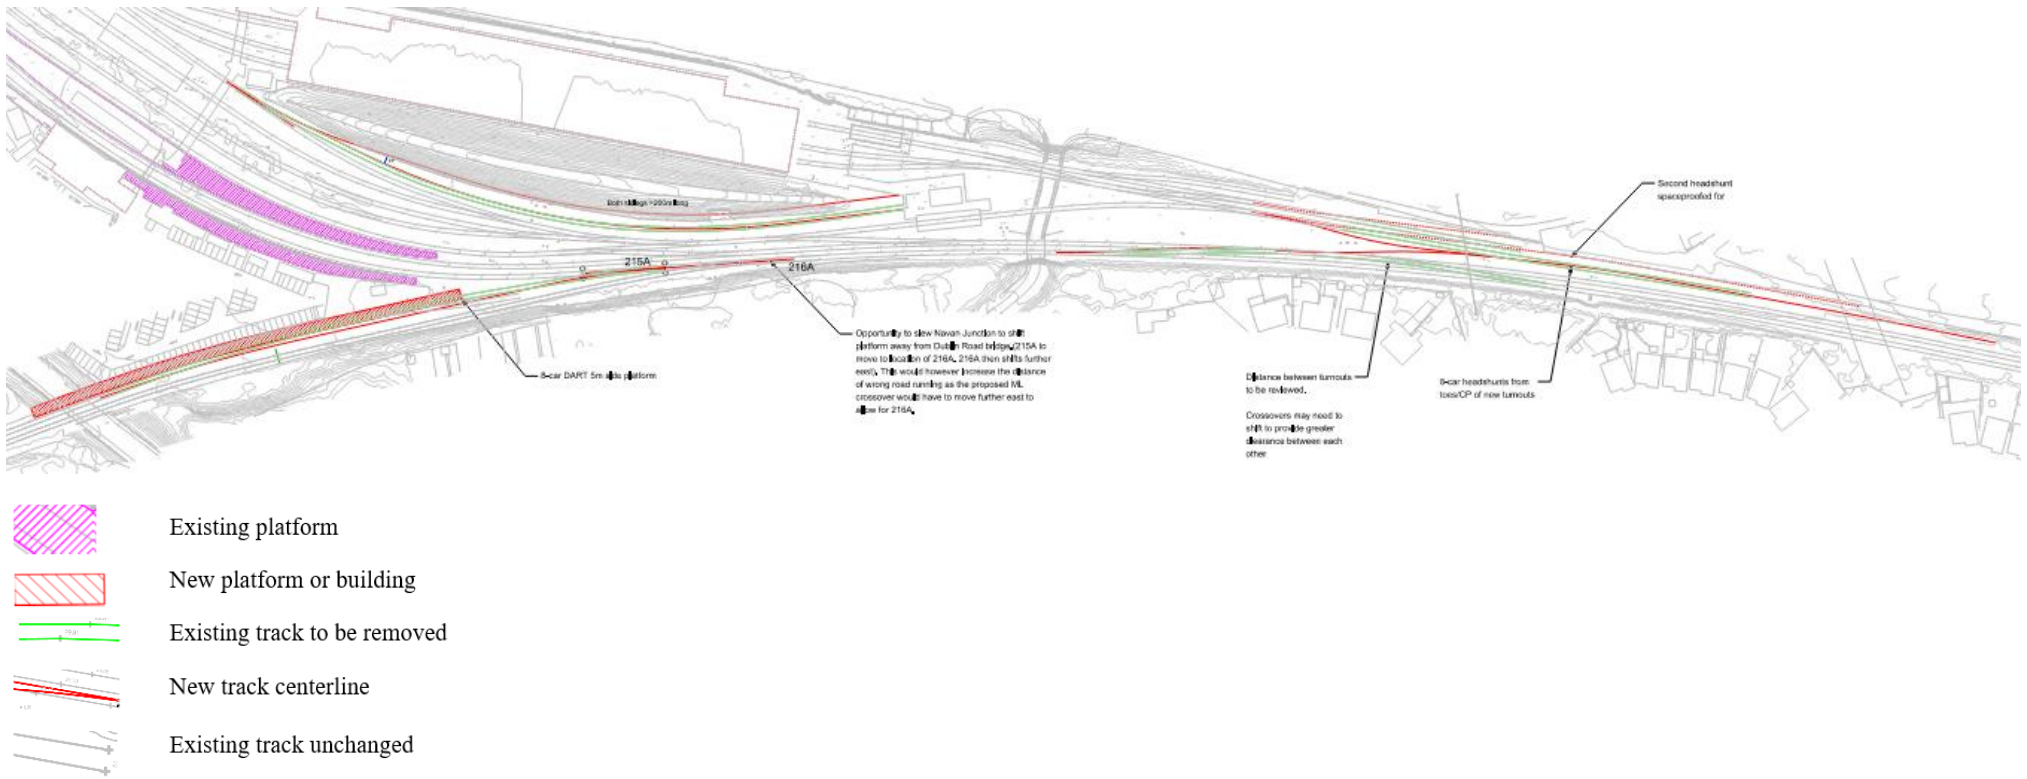 Second headshunt
spaceproofed for
Both sidings >200m long
215A
216A
Opportunity to slew Navan Junction to shift
platform away from Dublin Road bridge.(215A to
move to location of 216A. 216A then shifts further
east). This would however increase the distance
of wrong road running as the proposed ML
crossover would have to move further east to
allow for 216A.
8-car DART 5m side platform
Distance between turnouts
to be reviewed.
Crossovers may need to
shift to provide greater
clearance between each
other
8-car headshunts from
toes/CP of new turnouts
Existing platform
New platform or building
Existing track to be removed
New track centerline
Existing track unchanged